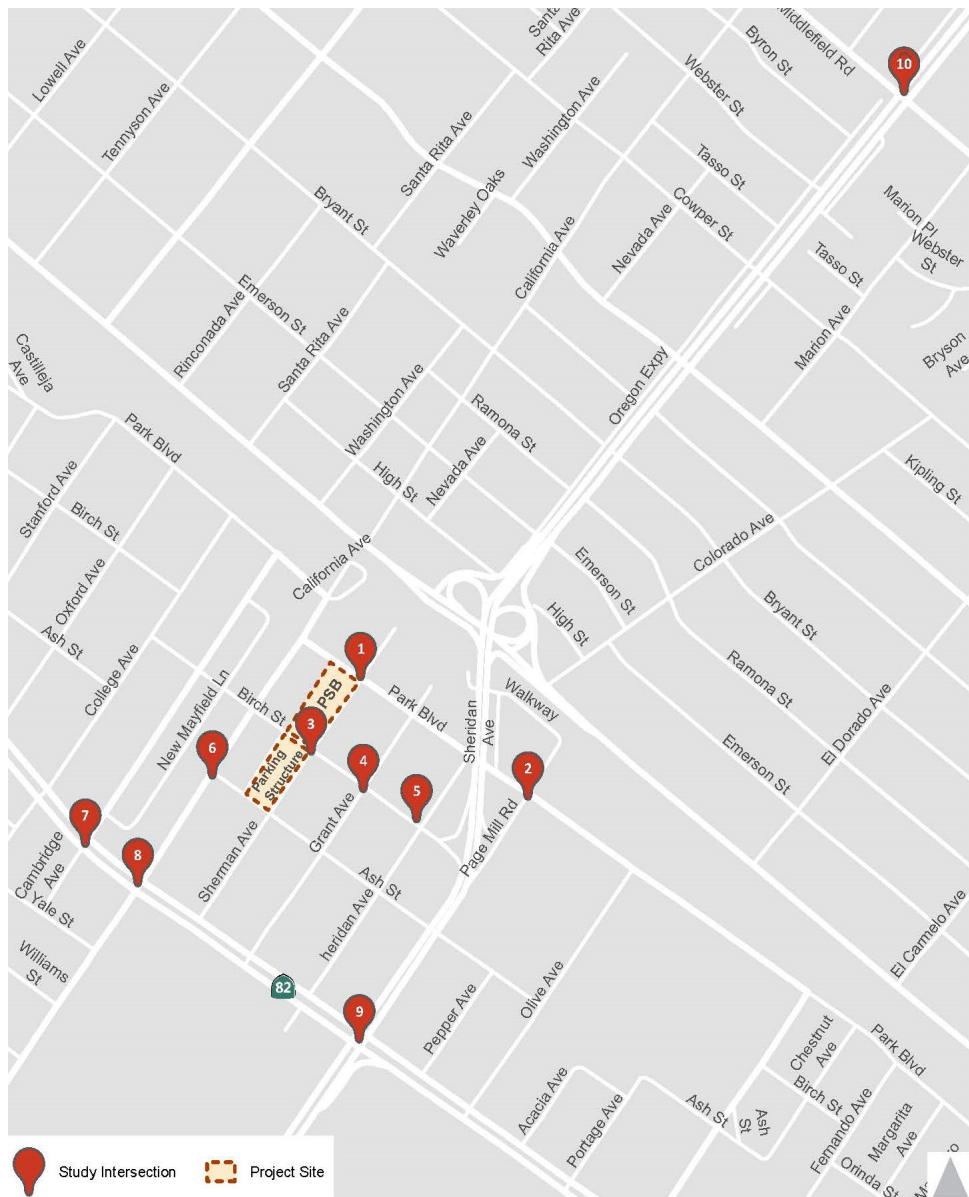 Middlefield Rd
Santa
Rita Ave
Byron St
10
Lowell Ave
Webster St
Tennyson Ave
Washington Ave
Santa Rita Ave
Tasso St
Bryant St
Waverley Oaks
Cowper St
Marion Pl
Nevada Ave
California Ave
Webster
St
Tasso St
Emerson St
Rinconada Ave
Santa Rita Ave
Marion Ave
Bryson
Ave
Castilleja
Ave
Oregon Expy
Washington Ave
Ramona St
Park Blvd
High St
Nevada Ave
Kipling St
Stanford Ave
Birch St
Colorado Ave
California Ave
Emerson St
Oxford Ave
High St
Bryant St
Ash St
1
College Ave
PSB
Ramona St
New Mayfield Ln
Birch St
Park Blvd
Walkway
Sheridan
Ave
3
El Dorado Ave
6
Parking
Structure
4
2
Emerson St
5
7
Grant Ave
Page Mill Rd
Cambridge
Ave
8
Sherman Ave
Ash St
Yale St
heridan Ave
El Carmelo Ave
Williams
St
82
Olive Ave
9
Pepper Ave
Chestnut
Ave
Park Blvd
Acacia Ave
Birch St
Ash St
Ash
St
Fernando Ave
Margarita
Ave
Portage Ave
Orinda St
Study Intersection
Project Site